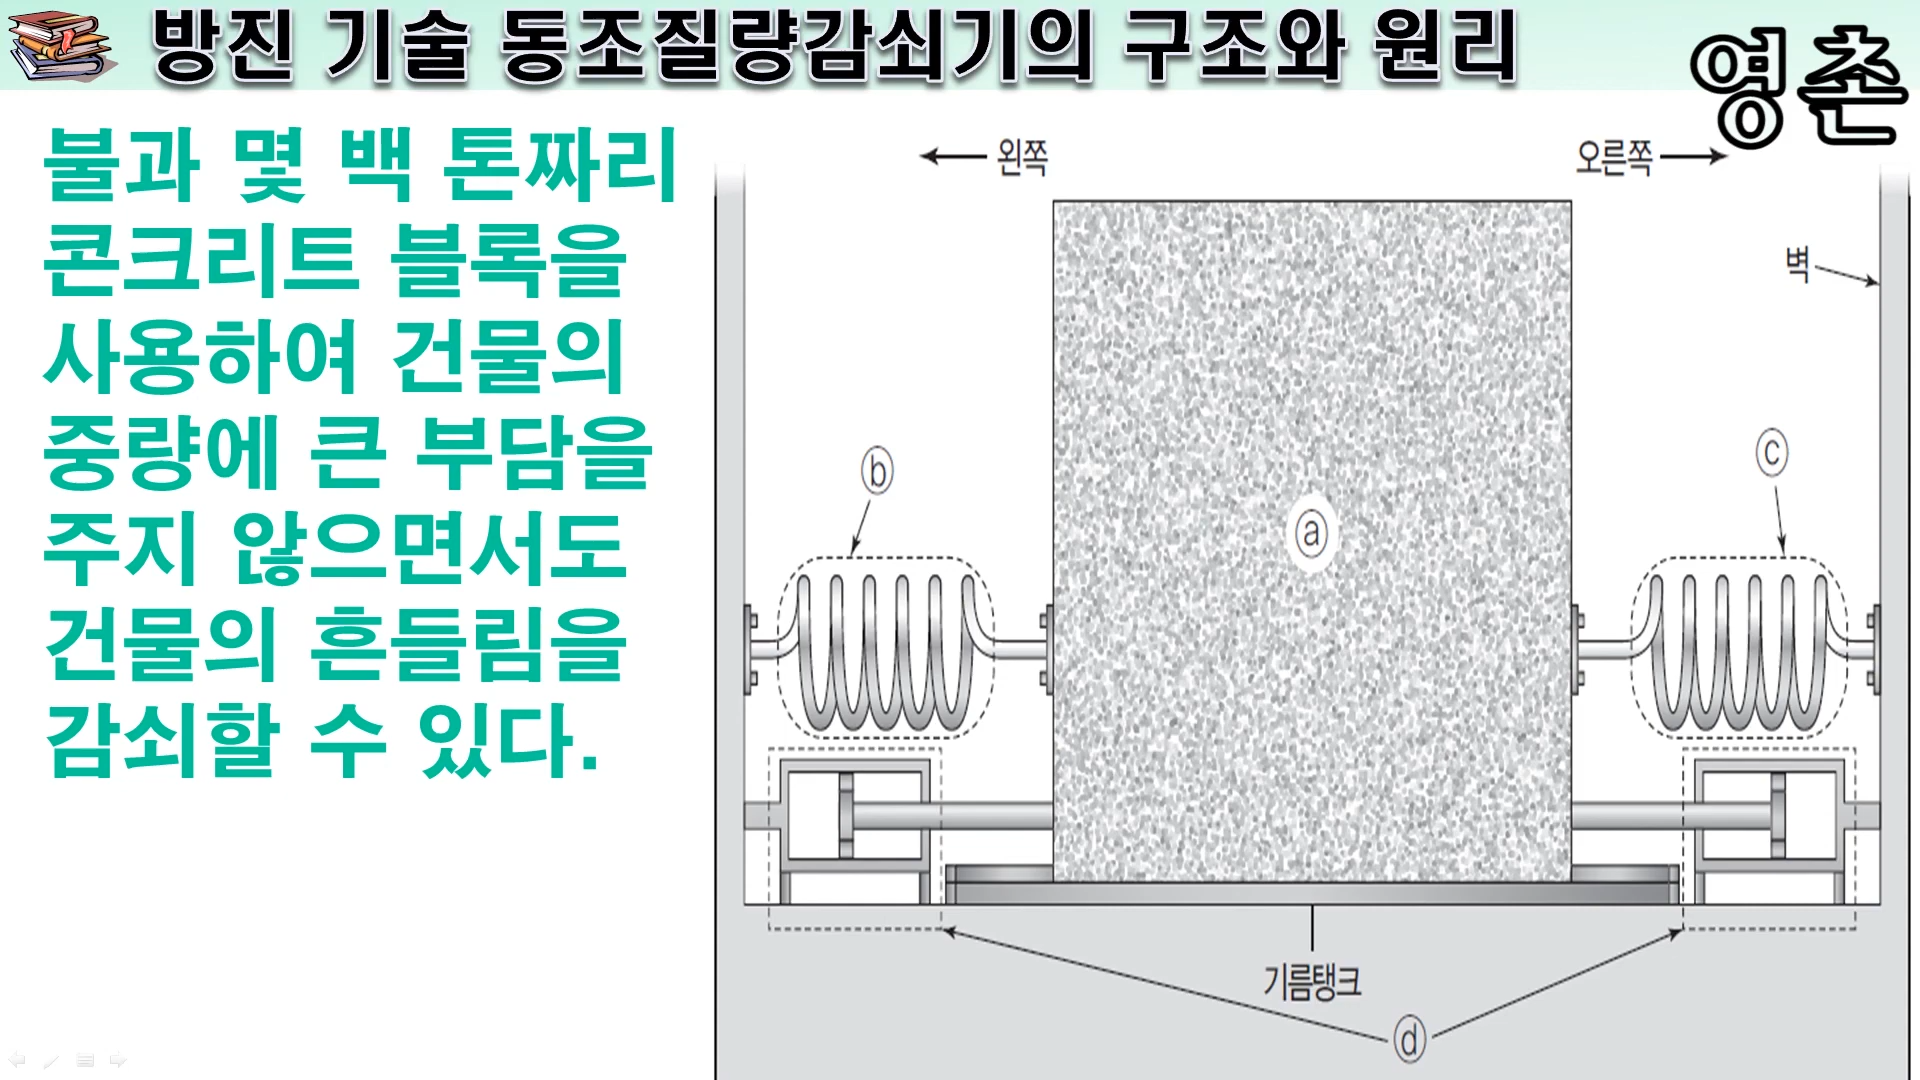 방진 기술 동조질량감쇠기의 구조와 원리
영촌
불과 몇 백 톤짜리
콘크리트 블록을
사용하여 건물의
중량에 큰 부담을
주지 않으면서도
건물의 흔들림을
감쇠할 수 있다.
왼쪽
오른쪽
벽
ⓑ
ⓒ
ⓐ
기름탱크
ⓓ